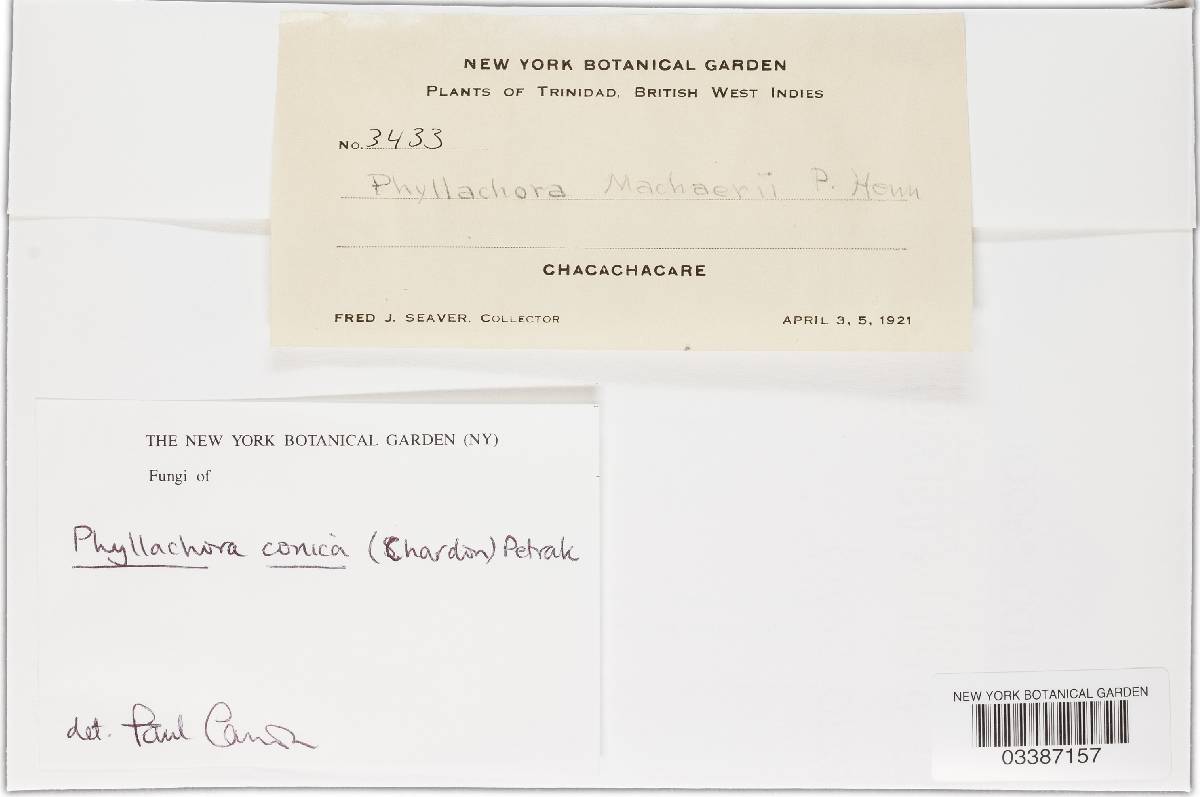 NEW YORK BOTANICAL GARDEN
PLANTS OF TRINIDAD, BRITISH WEST INDIES
No. 3433
Phyllachora Machaerii P. Henn
CHACACHACARE
FRED J. SEAVER, COLLECTOR
APRIL 3, 5, 1921
THE NEW YORK BOTANICAL GARDEN (NY)
Fungi of
Phyllachora conica (Chardon) Petrak
det. Paul Cannon
NEW YORK BOTANICAL GARDEN
03387157